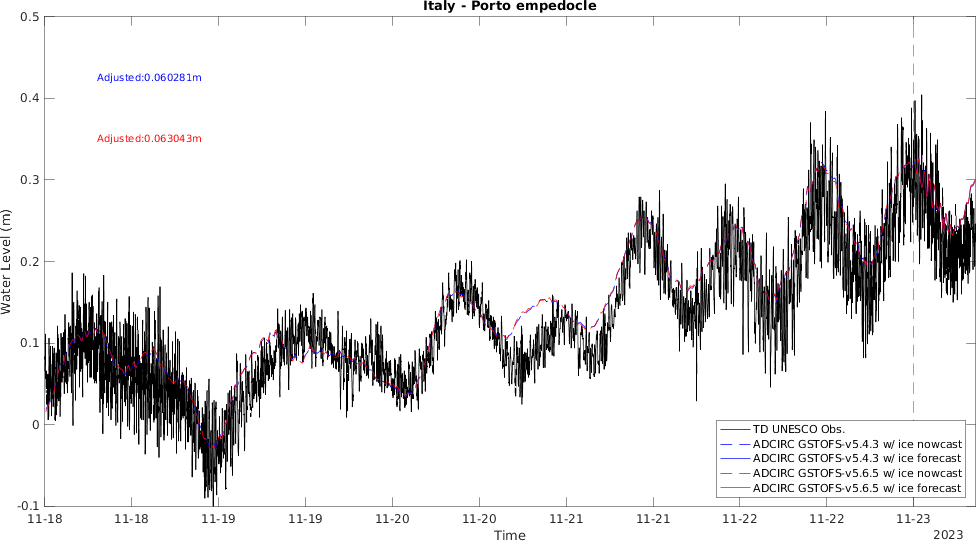 Italy - Porto empedocle
0.5
Adjusted:0.060281m
0.4
Adjusted:0.063043m
0.3
Water Level (m)
0.2
0.1
0
TD UNESCO Obs.
ADCIRC GSTOFS-v5.4.3 w/ ice nowcast
ADCIRC GSTOFS-v5.4.3 w/ ice forecast
ADCIRC GSTOFS-v5.6.5 w/ ice nowcast
ADCIRC GSTOFS-v5.6.5 w/ ice forecast
-0.1
11-18 11-18 11-19 11-19 11-20 11-20 11-21 11-21 11-22 11-22 11-23
Time
2023